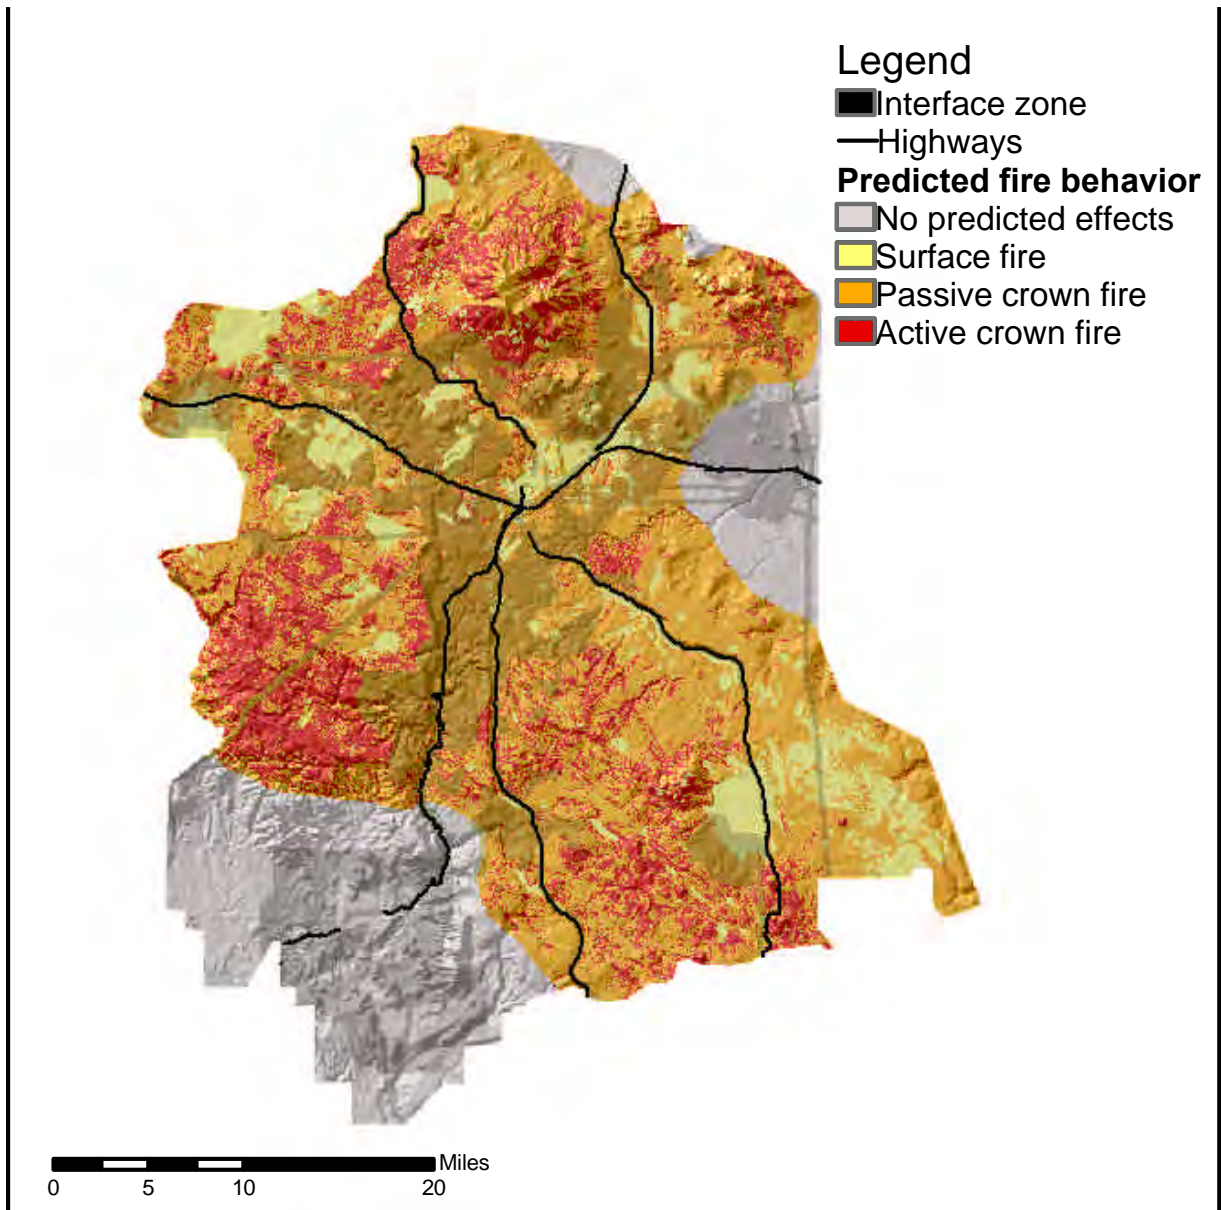 Legend
Interface zone
Highways
Predicted fire behavior
No predicted effects
Surface fire
Passive crown fire
Active crown fire
Miles
0 5 10 20